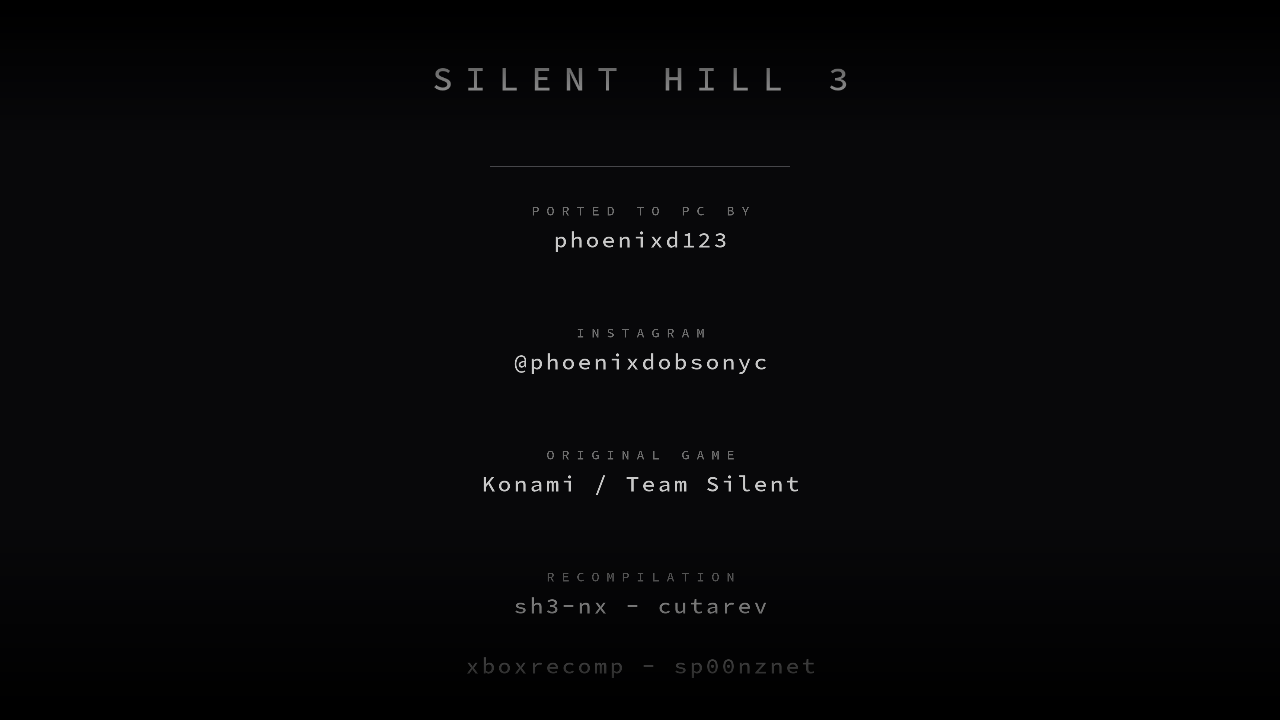 SILENT HILL 3
PORTED TO PC BY
phoenixd123
INSTAGRAM
@phoenixdobsonyc
ORIGINAL GAME
Konami / Team Silent
RECOMPILATION
sh3-nx - cutarev
xboxrecomp - sp00nznet